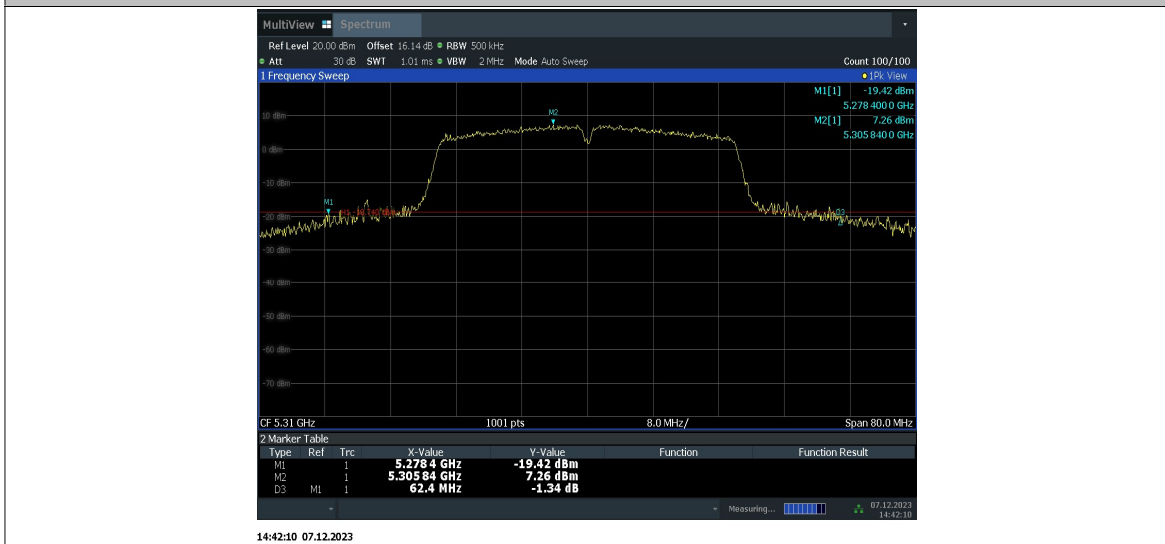 MultiView Spectrum
Ref Level 20.00 dBm Offset 16.14 dB RBW 500 kHz
Att 30 dB SWT 1.01 ms VBW 2 MHz Mode Auto Sweep Count 100/100
1 Frequency Sweep 1Pk View
M1[1] -19.42 dBm
5.278 400 0 GHz
M2[1] 7.26 dBm
5.305 840 0 GHz
10 dBm
M2
0 dBm
-10 dBm
M1
D3
-20 dBm
-30 dBm
-40 dBm
-50 dBm
-60 dBm
-70 dBm
CF 5.31 GHz 1001 pts 8.0 MHz/ Span 80.0 MHz
2 Marker Table
Type Ref Trc X-Value Y-Value Function Function Result
M1 1 5.278 4 GHz -19.42 dBm
M2 1 5.305 84 GHz 7.26 dBm
D3 M1 1 62.4 MHz -1.34 dB
Measuring... 07.12.2023
14:42:10
14:42:10 07.12.2023